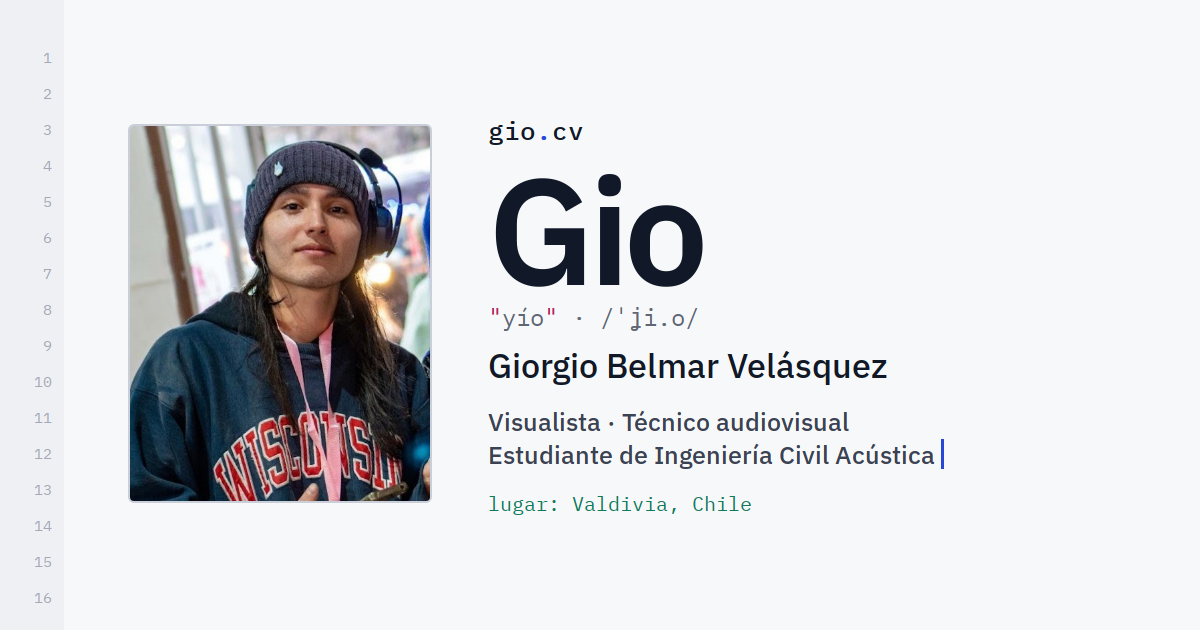 1
2
3
4
5
6
7
8
9
10
11
12
13
14
15
16
WISCONSIN
gio.cv
Gio
"yío" · /ˈʝi.o/
Giorgio Belmar Velásquez
Visualista · Técnico audiovisual
Estudiante de Ingeniería Civil Acústica
lugar: Valdivia, Chile